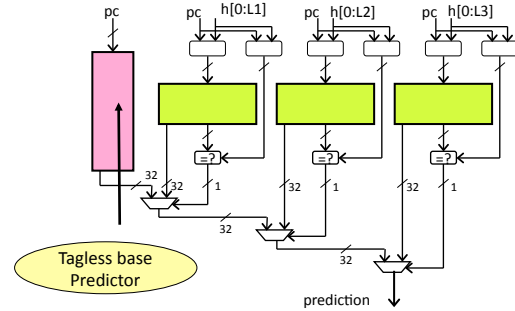 pc pc h[0:L1] pc h[0:L2] pc h[0:L3]
=? =? =?
32 32 1 32 1 32 1
32
32
Tagless base
Predictor
prediction